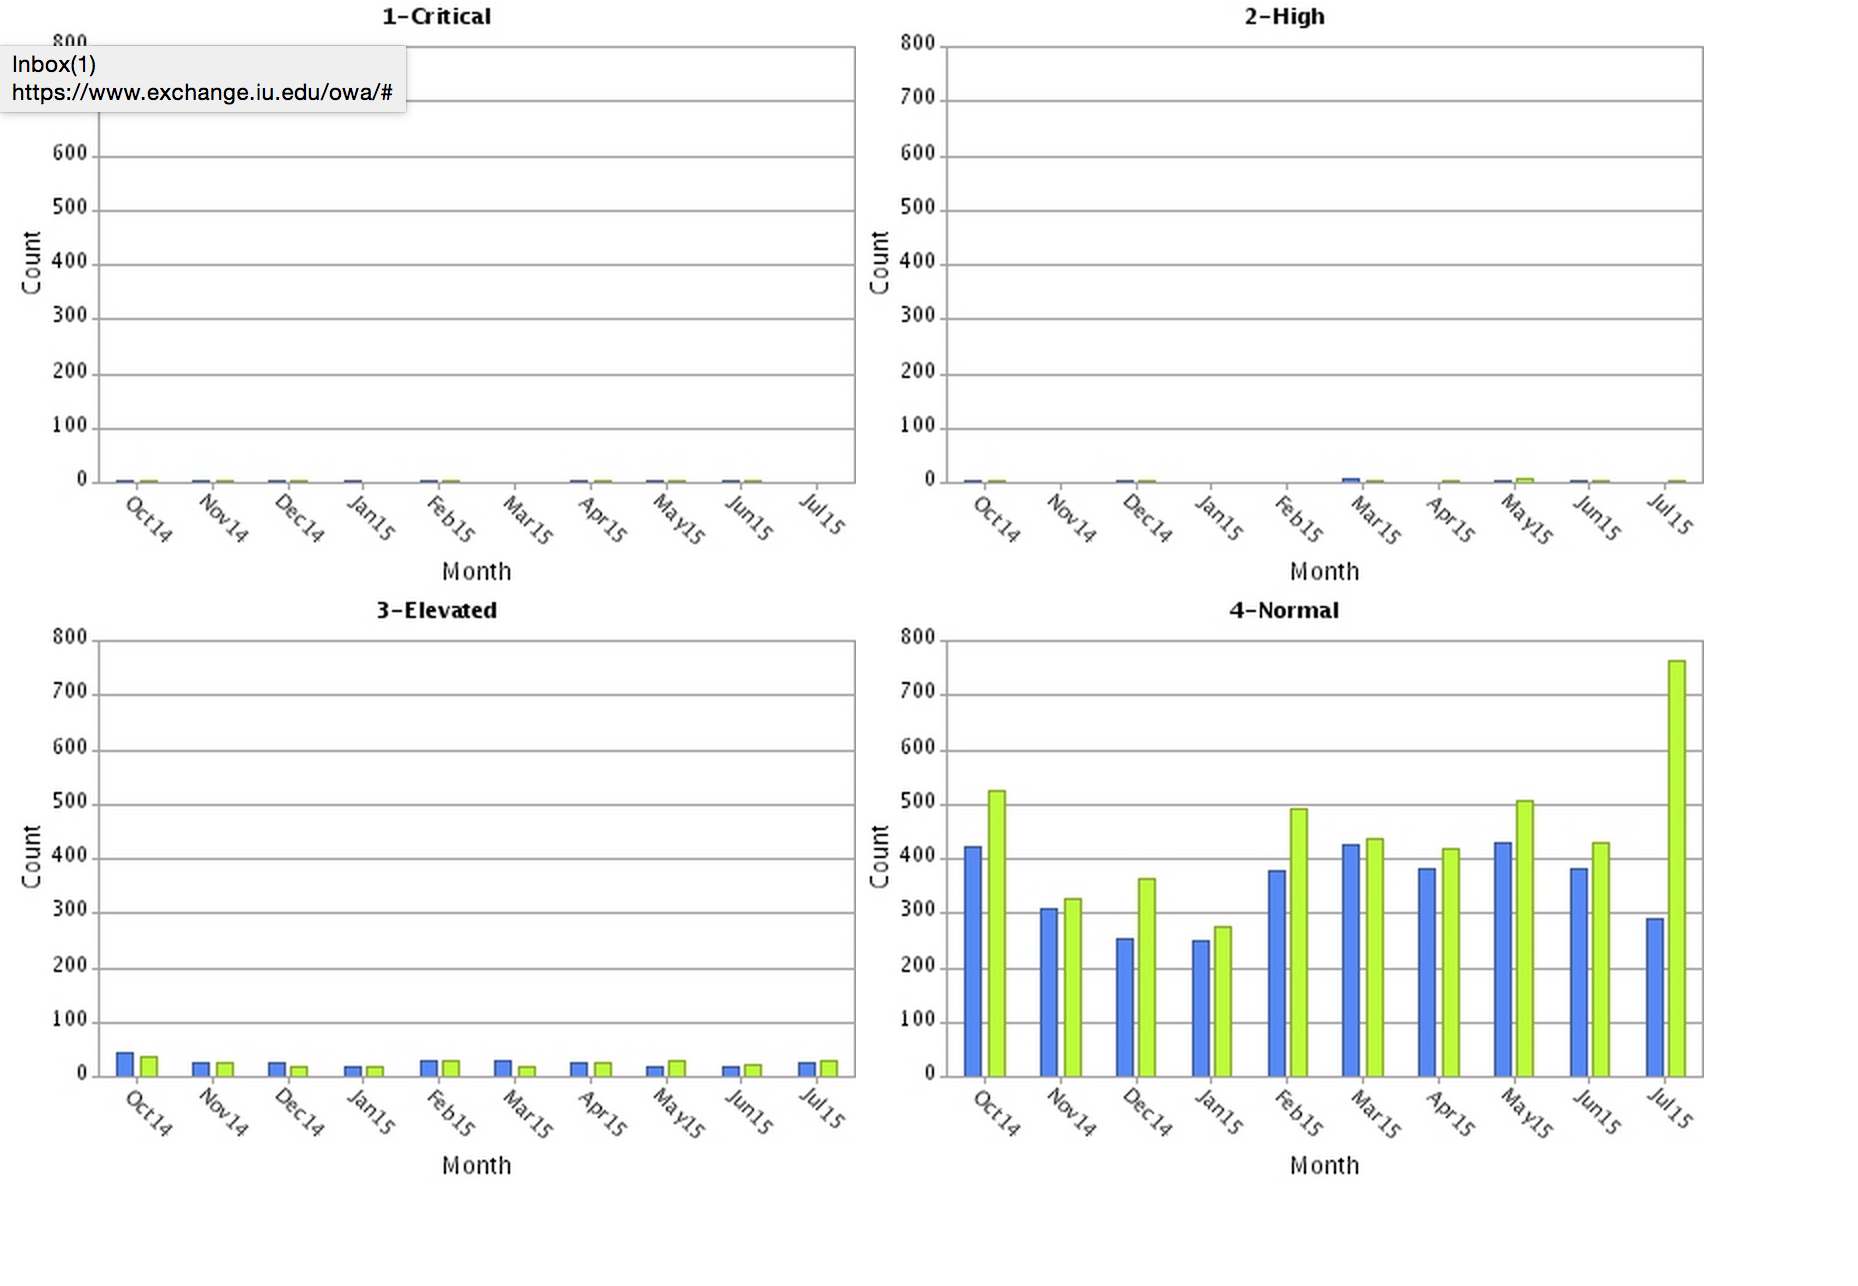 1-Critical
800
Inbox(1)
https://www.exchange.iu.edu/owa/#
600
500
400
300
200
100
0
Count
Oct14 Nov14 Dec14 Jan15 Feb15 Mar15 Apr15 May15 Jun15 Jul15
Month
2-High
800
700
600
500
400
300
200
100
0
Count
Oct14 Nov14 Dec14 Jan15 Feb15 Mar15 Apr15 May15 Jun15 Jul15
Month
3-Elevated
800
700
600
500
400
300
200
100
0
Count
Oct14 Nov14 Dec14 Jan15 Feb15 Mar15 Apr15 May15 Jun15 Jul15
Month
4-Normal
800
700
600
500
400
300
200
100
0
Count
Oct14 Nov14 Dec14 Jan15 Feb15 Mar15 Apr15 May15 Jun15 Jul15
Month